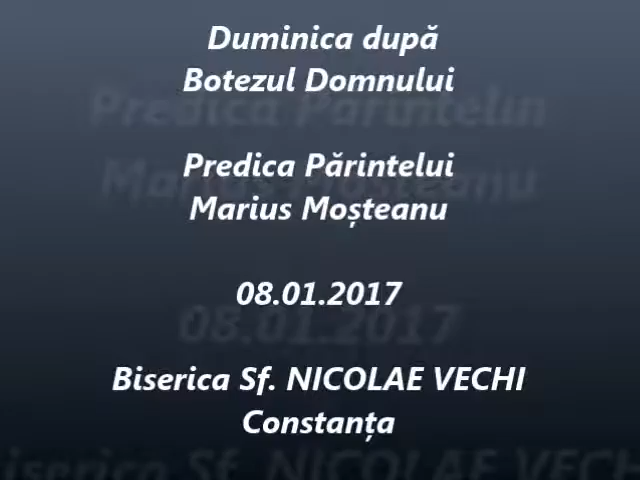 Duminica după
Botezul Domnului
Predica Părintelui
Marius Moșteanu
08.01.2017
Biserica Sf. NICOLAE VECHI
Constanța